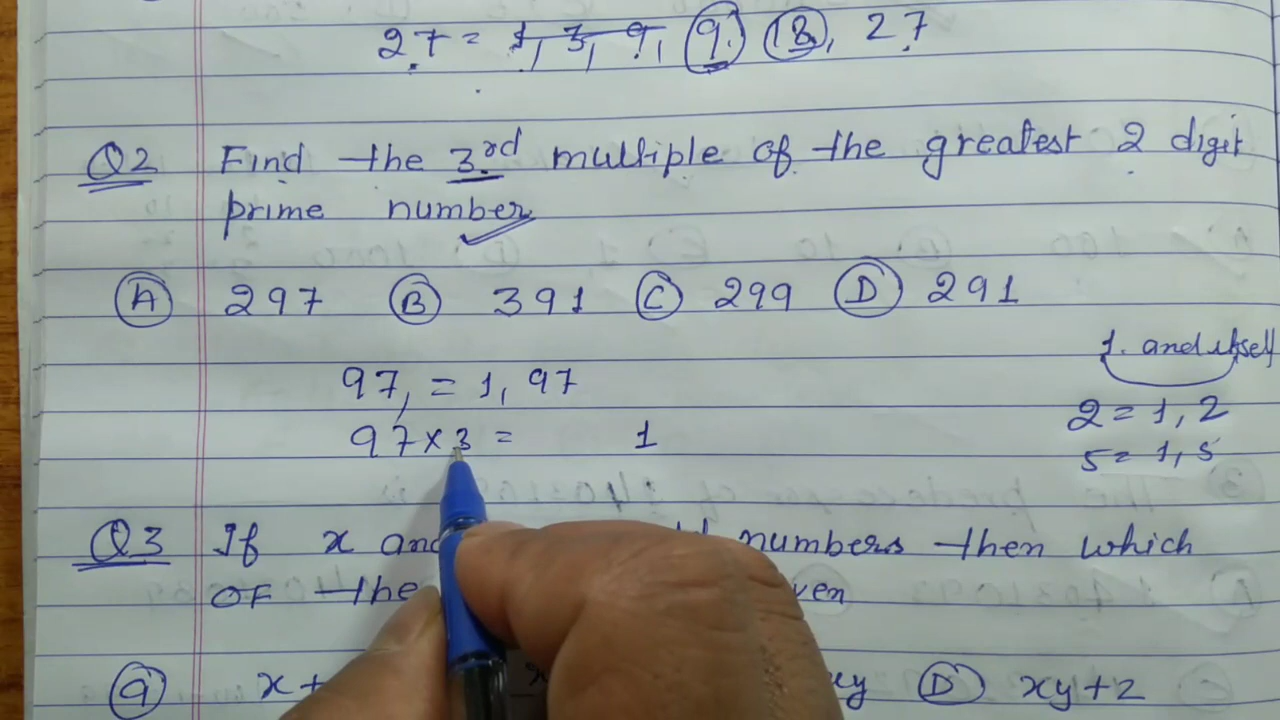 27 = 1, 3, 9, 9. 18, 27
Q2 Find the 3rd multiple of the greatest 2 digit
prime number
A 297 B 391 C 299 D 291
1. and itself
97, = 1, 97
2 = 1, 2
97 × 3 = 1
5 = 1, 5
Q3 If x and numbers then which
OF the
xy D xy+2